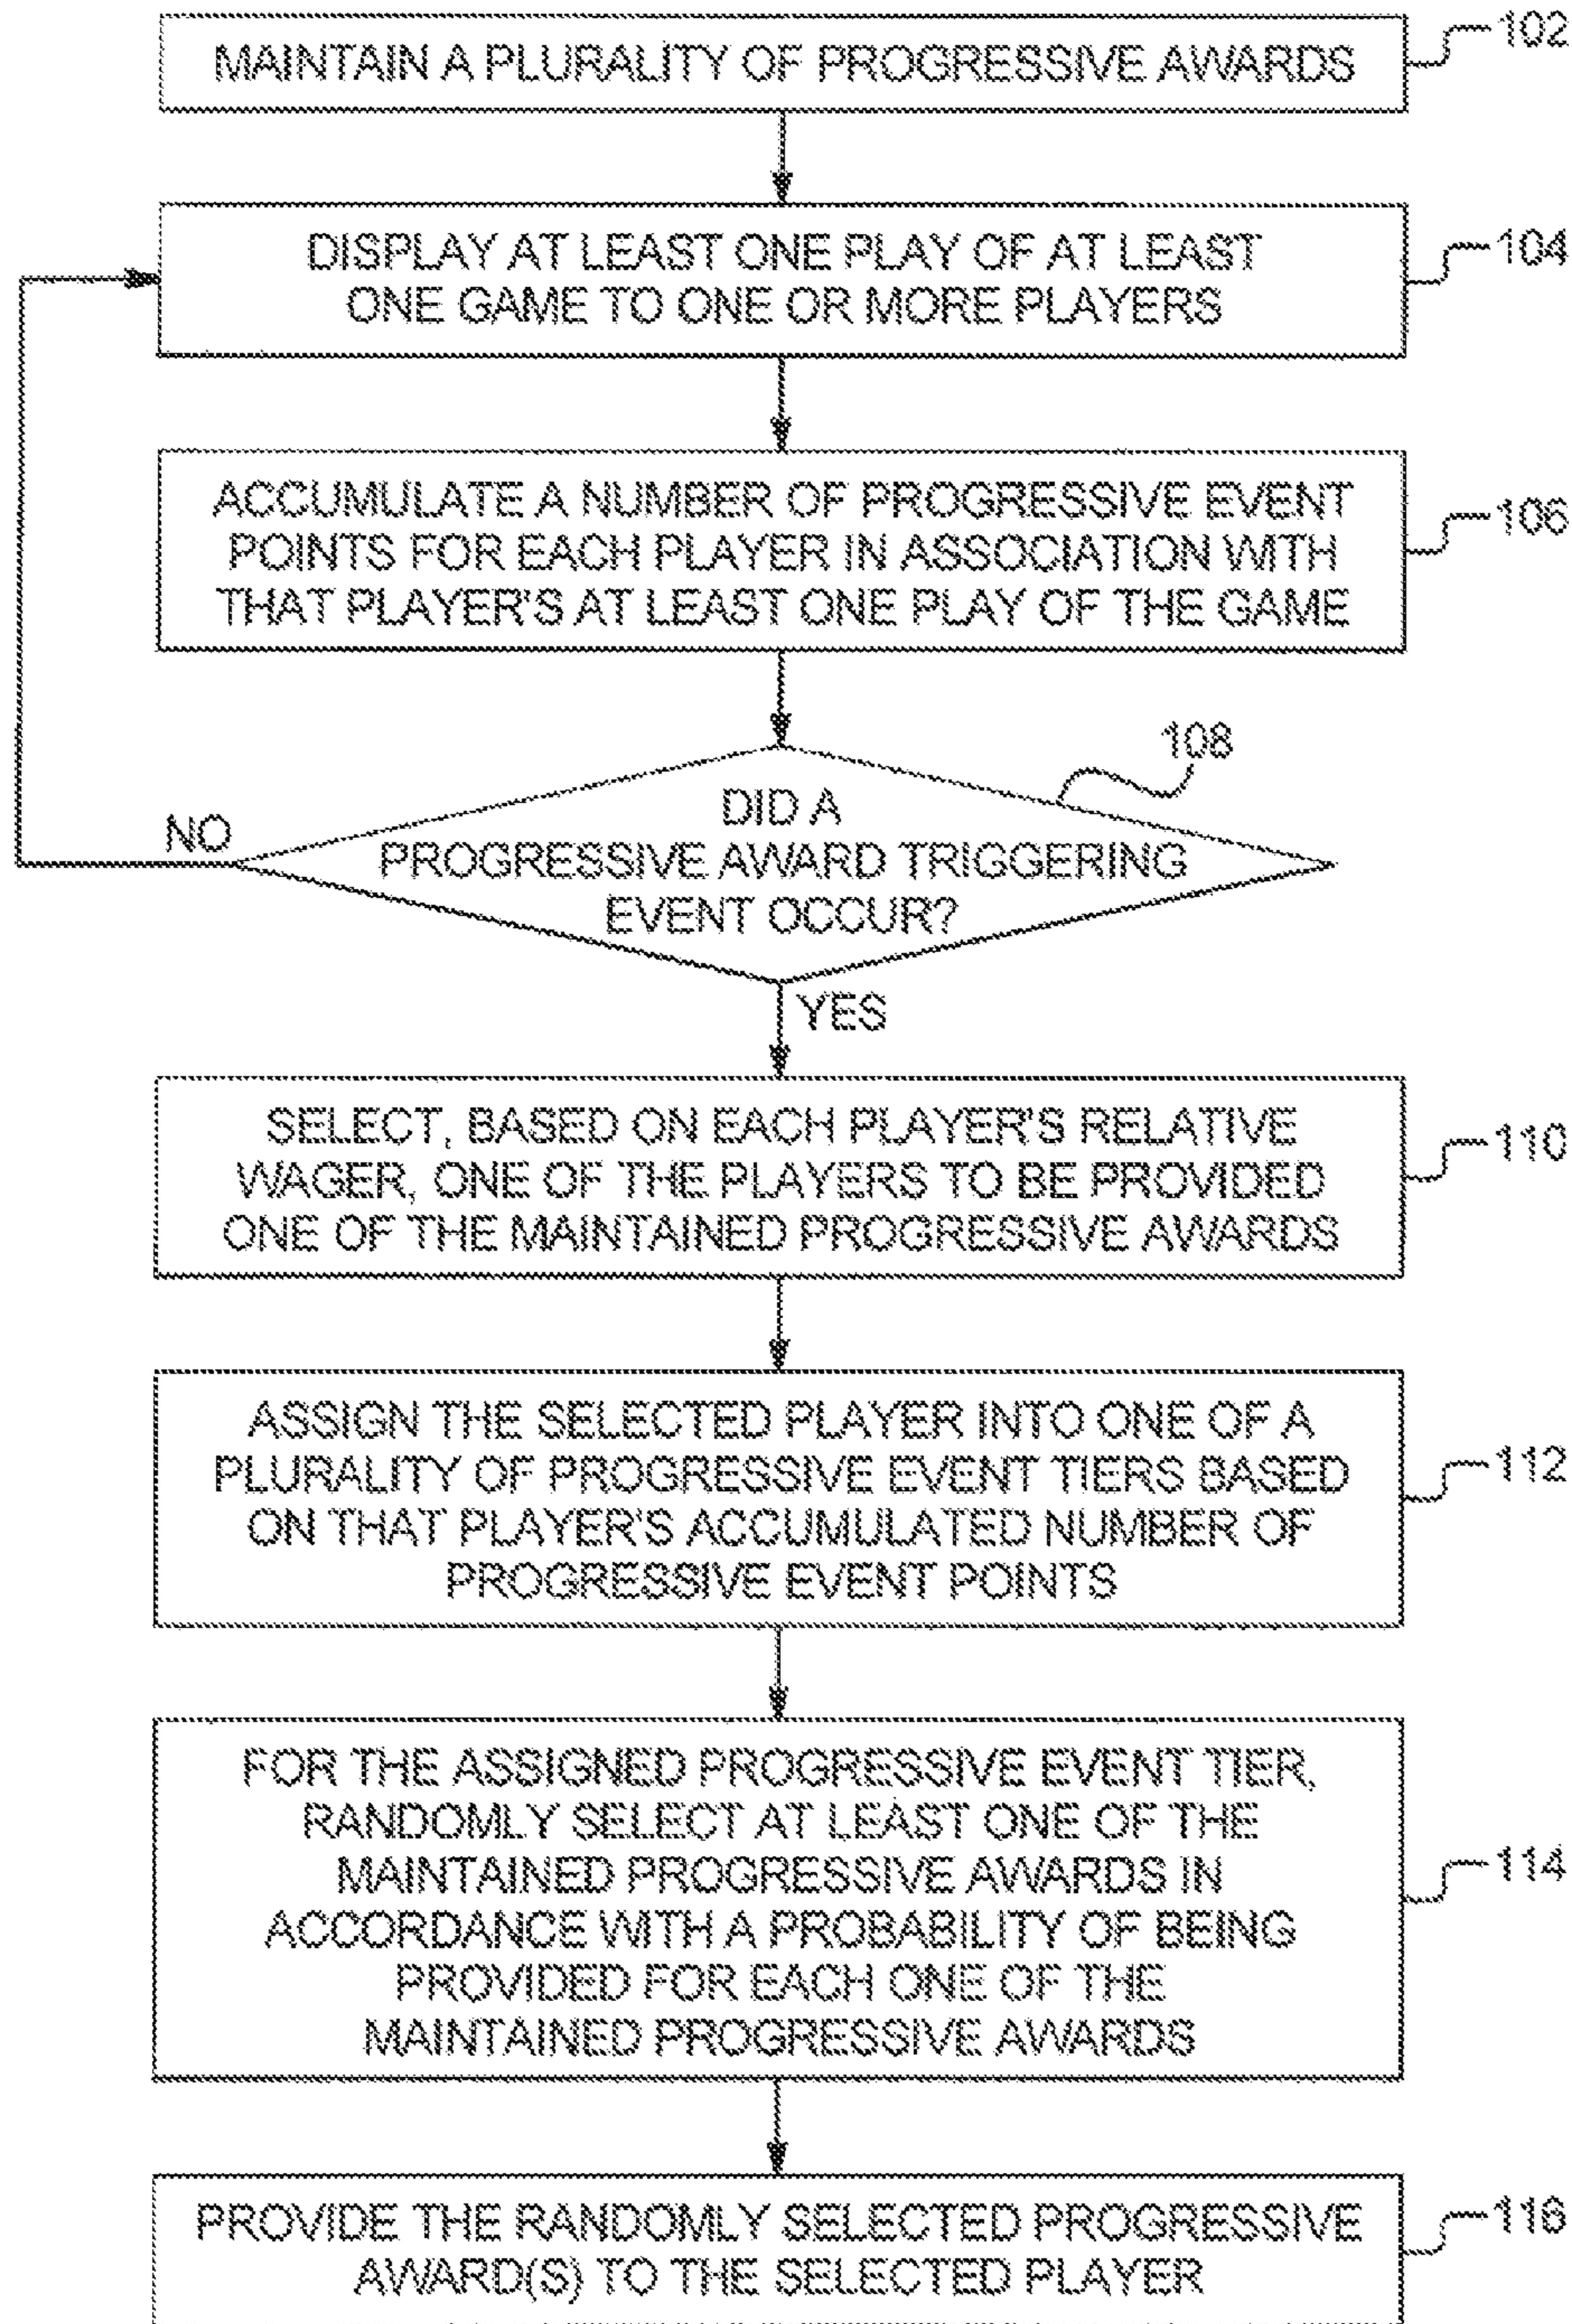 MAINTAIN A PLURALITY OF PROGRESSIVE AWARDS
102
DISPLAY AT LEAST ONE PLAY OF AT LEAST
ONE GAME TO ONE OR MORE PLAYERS
104
ACCUMULATE A NUMBER OF PROGRESSIVE EVENT
POINTS FOR EACH PLAYER IN ASSOCIATION WITH
THAT PLAYER'S AT LEAST ONE PLAY OF THE GAME
106
108
DID A
PROGRESSIVE AWARD TRIGGERING
EVENT OCCUR?
NO
YES
SELECT, BASED ON EACH PLAYER'S RELATIVE
WAGER, ONE OF THE PLAYERS TO BE PROVIDED
ONE OF THE MAINTAINED PROGRESSIVE AWARDS
110
ASSIGN THE SELECTED PLAYER INTO ONE OF A
PLURALITY OF PROGRESSIVE EVENT TIERS BASED
ON THAT PLAYER'S ACCUMULATED NUMBER OF
PROGRESSIVE EVENT POINTS
112
FOR THE ASSIGNED PROGRESSIVE EVENT TIER,
RANDOMLY SELECT AT LEAST ONE OF THE
MAINTAINED PROGRESSIVE AWARDS IN
ACCORDANCE WITH A PROBABILITY OF BEING
PROVIDED FOR EACH ONE OF THE
MAINTAINED PROGRESSIVE AWARDS
114
PROVIDE THE RANDOMLY SELECTED PROGRESSIVE
AWARD(S) TO THE SELECTED PLAYER
116